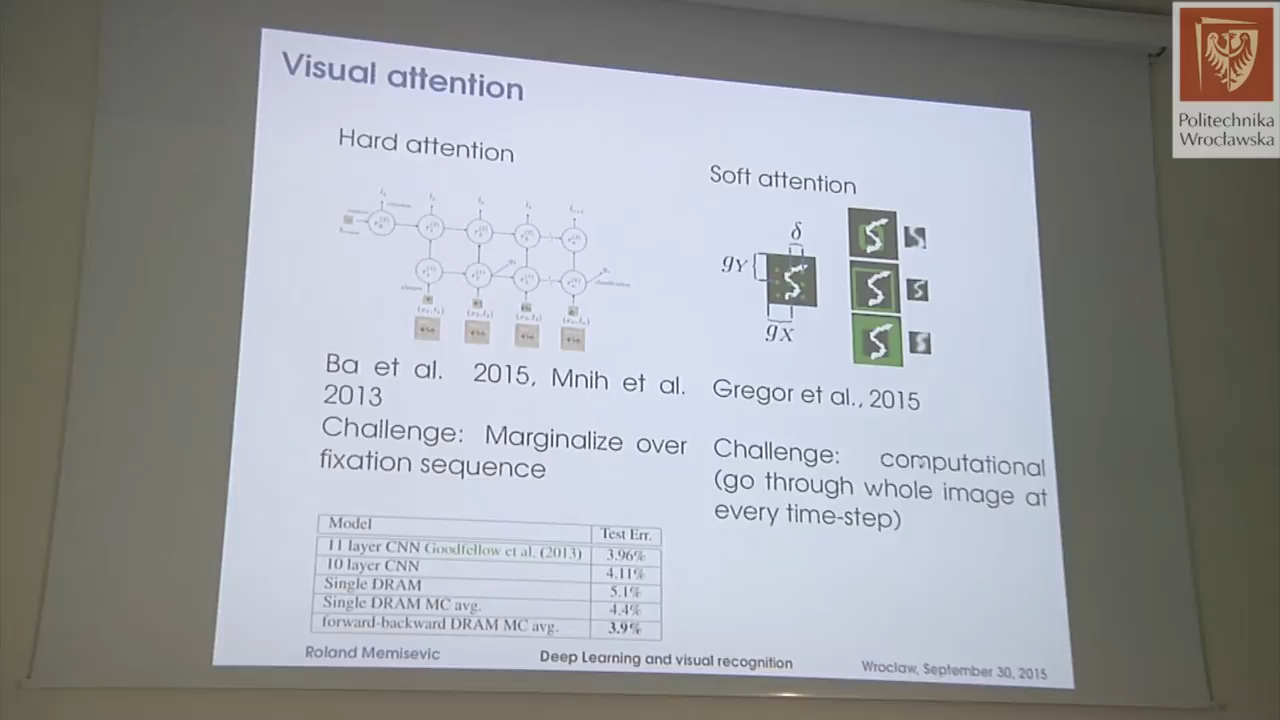 Visual attention
Hard attention
Ba et al. 2015, Mnih et al.
2013
Challenge: Marginalize over
fixation sequence
Model Test Err.
11 layer CNN Goodfellow et al. (2013) 3.96%
10 layer CNN 4.11%
Single DRAM 5.1%
Single DRAM MC avg. 4.4%
forward-backward DRAM MC avg. 3.9%
Soft attention
δ
gY
gX
Gregor et al., 2015
Challenge: computational
(go through whole image at
every time-step)
Roland Memisevic
Deep Learning and visual recognition
Wroclaw, September 30, 2015
Politechnika
Wrocławska